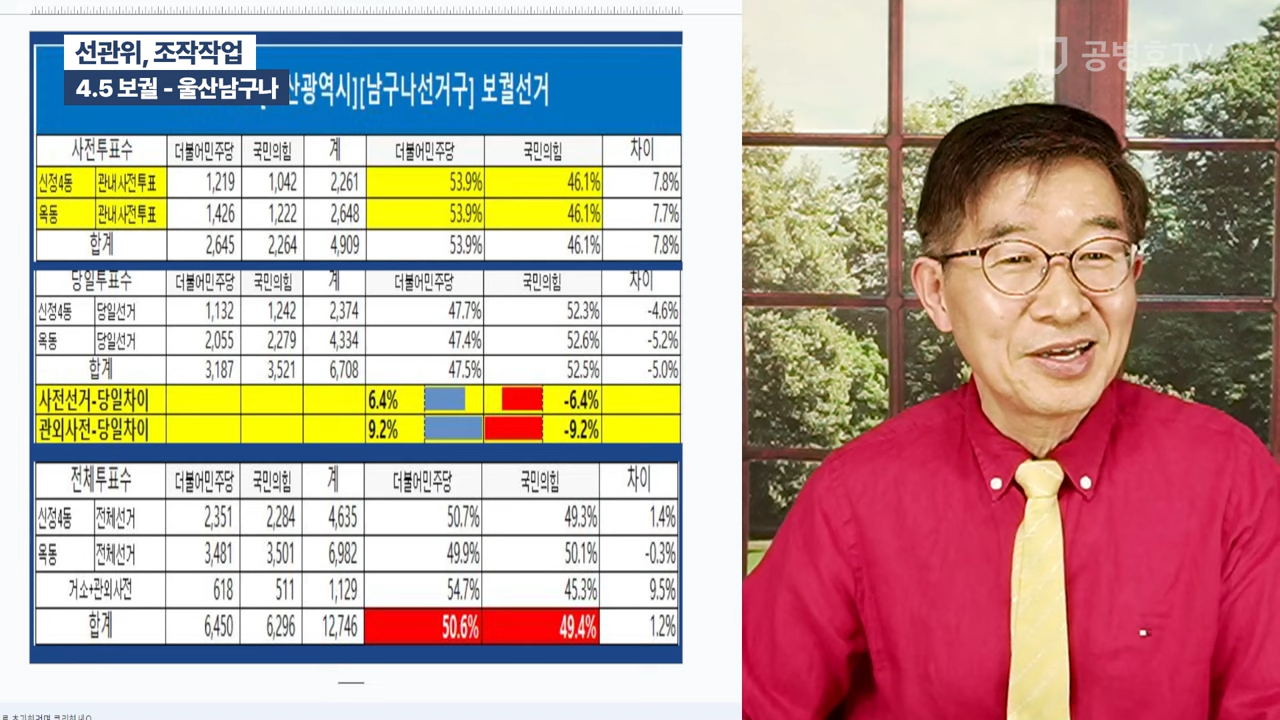 선관위, 조작작업
4.5 보궐 - 울산남구나
산광역시][남구나선거구] 보궐선거
공병호TV
사전투표수 더불어민주당 국민의힘 계 더불어민주당 국민의힘 차이
신정4동 관내사전투표 1,219 1,042 2,261 53.9% 46.1% 7.8%
옥동 관내사전투표 1,426 1,222 2,648 53.9% 46.1% 7.7%
합계 2,645 2,264 4,909 53.9% 46.1% 7.8%
당일투표수 더불어민주당 국민의힘 계 더불어민주당 국민의힘 차이
신정4동 당일선거 1,132 1,242 2,374 47.7% 52.3% -4.6%
옥동 당일선거 2,055 2,279 4,334 47.4% 52.6% -5.2%
합계 3,187 3,521 6,708 47.5% 52.5% -5.0%
사전선거-당일차이 6.4% -6.4%
관외사전-당일차이 9.2% -9.2%
전체투표수 더불어민주당 국민의힘 계 더불어민주당 국민의힘 차이
신정4동 전체선거 2,351 2,284 4,635 50.7% 49.3% 1.4%
옥동 전체선거 3,481 3,501 6,982 49.9% 50.1% -0.3%
거소+관외사전 618 511 1,129 54.7% 45.3% 9.5%
합계 6,450 6,296 12,746 50.6% 49.4% 1.2%